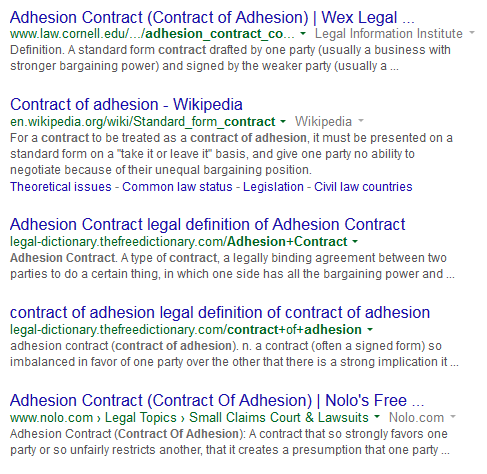 Adhesion Contract (Contract of Adhesion) | Wex Legal ...
www.law.cornell.edu/.../adhesion_contract_co... Legal Information Institute
Definition. A standard form contract drafted by one party (usually a business with
stronger bargaining power) and signed by the weaker party (usually a ...
Contract of adhesion - Wikipedia
en.wikipedia.org/wiki/Standard_form_contract Wikipedia
For a contract to be treated as a contract of adhesion, it must be presented on a
standard form on a "take it or leave it" basis, and give one party no ability to
negotiate because of their unequal bargaining position.
Theoretical issues - Common law status - Legislation - Civil law countries
Adhesion Contract legal definition of Adhesion Contract
legal-dictionary.thefreedictionary.com/Adhesion+Contract
Adhesion Contract. A type of contract, a legally binding agreement between two
parties to do a certain thing, in which one side has all the bargaining power and ...
contract of adhesion legal definition of contract of adhesion
legal-dictionary.thefreedictionary.com/contract+of+adhesion
adhesion contract (contract of adhesion). n. a contract (often a signed form) so
imbalanced in favor of one party over the other that there is a strong implication it ...
Adhesion Contract (Contract Of Adhesion) | Nolo's Free ...
www.nolo.com › Legal Topics › Small Claims Court & Lawsuits Nolo.com
Adhesion Contract (Contract Of Adhesion): A contract that so strongly favors one
party or so unfairly restricts another, that it creates a presumption that one party ...